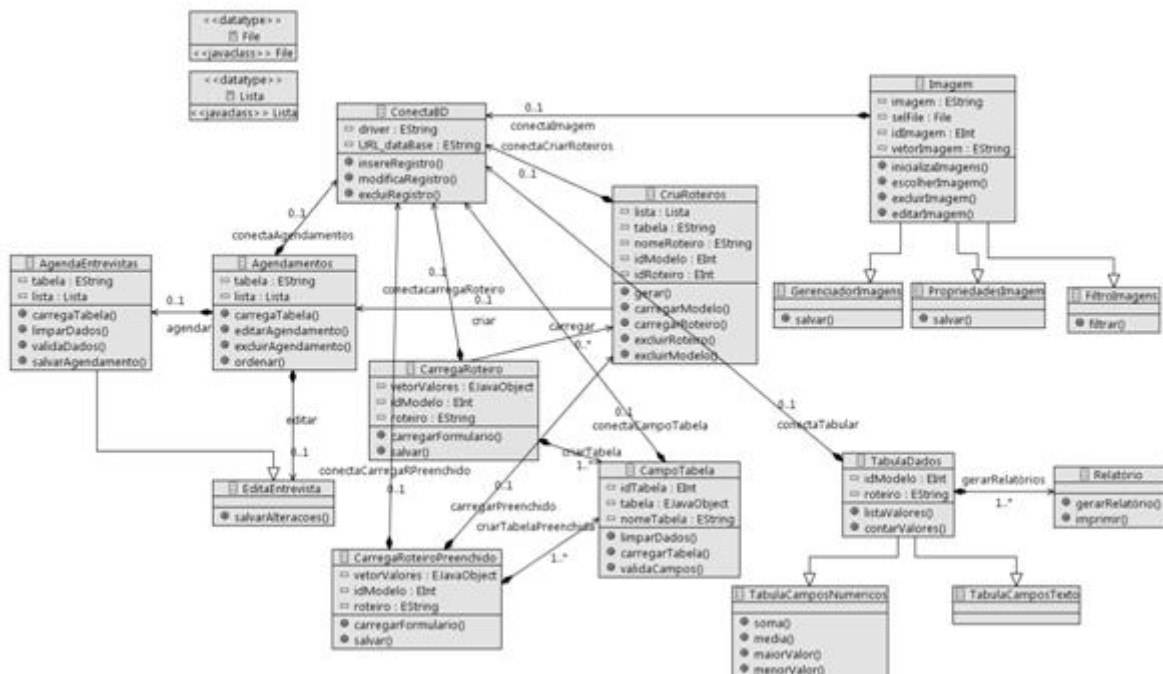 <<datatype>>
File
<<javaclass>> File
<<datatype>>
Lista
<<javaclass>> Lista
ConectaBD
driver : EString
URL_dataBase : EString
insereRegistro()
modificaRegistro()
excluiRegistro()
Imagem
imagem : EString
selFile : File
idImagem : EInt
vetorImagem : EString
inicializaImagens()
escolherImagem()
excluirImagem()
editarImagem()
0..1
conectaImagem
conectaCriarRoteiros
0..1
CriaRoteiros
lista : Lista
tabela : EString
nomeRoteiro : EString
idModelo : EInt
idRoteiro : EInt
gerar()
carregarModelo()
carregarRoteiro()
excluirRoteiro()
excluirModelo()
0..1
conectaAgendamentos
AgendaEntrevistas
tabela : EString
lista : Lista
carregaTabela()
limparDados()
validaDados()
salvarAgendamento()
0..1
agendar
Agendamentos
tabela : EString
lista : Lista
carregaTabela()
editarAgendamento()
excluirAgendamento()
ordenar()
0..1
conectacarregaRoteiro
0..1
criar
carregar
0..*
GerenciadorImagens
salvar()
PropriedadesImagem
salvar()
FiltroImagens
filtrar()
CarregaRoteiro
vetorValores : EJavaObject
idModelo : EInt
roteiro : EString
carregarFormulario()
salvar()
editar
0..1
0..1
conectaCampoTabela
0..1
conectaTabular
criarTabela
1..*
conectaCarregaRPreenchido
0..1
EditaEntrevista
salvarAlteracoes()
CampoTabela
idTabela : EInt
tabela : EJavaObject
nomeTabela : EString
limparDados()
carregarTabela()
validaCampos()
0..1
carregarPreenchido
criarTabelaPreenchida
1..*
TabulaDados
idModelo : EInt
roteiro : EString
listaValores()
contarValores()
gerarRelatórios
1..*
Relatório
gerarRelatório()
imprimir()
CarregaRoteiroPreenchido
vetorValores : EJavaObject
idModelo : EInt
roteiro : EString
carregarFormulario()
salvar()
TabulaCamposNumericos
soma()
media()
maiorValor()
menorValor()
TabulaCamposTexto